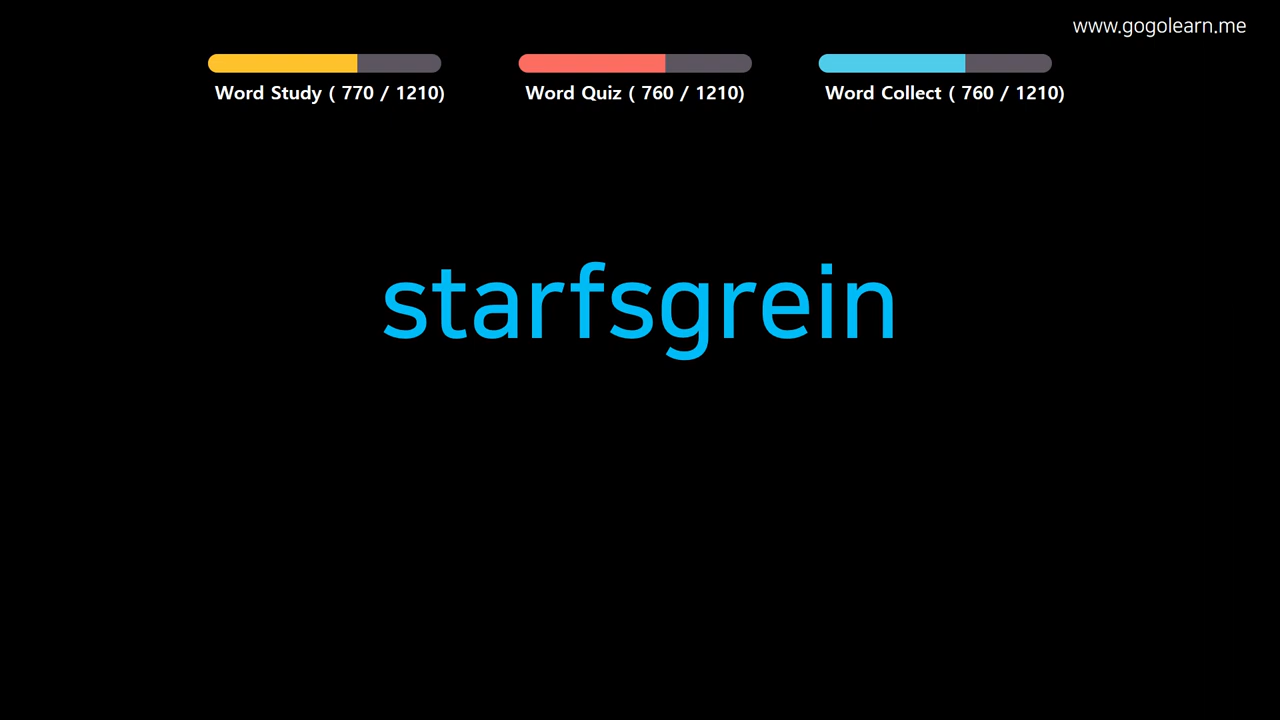 www.gogolearn.me
Word Study ( 770 / 1210)
Word Quiz ( 760 / 1210)
Word Collect ( 760 / 1210)
starfsgrein